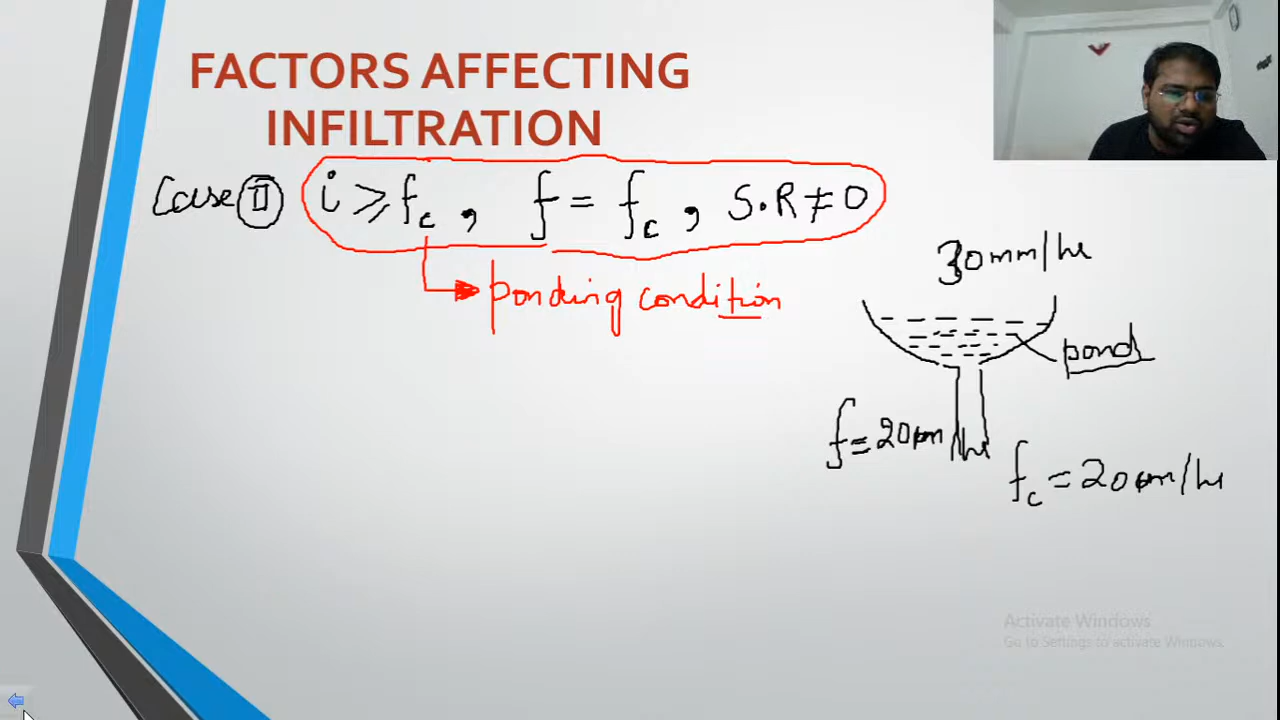 FACTORS AFFECTING
INFILTRATION
Case II i ≥ fc , f = fc , S.R ≠ 0
ponding condition
30mm/hr
pond
f = 20mm/hr
fc = 20mm/hr
Activate Windows
Go to Settings to activate Windows.